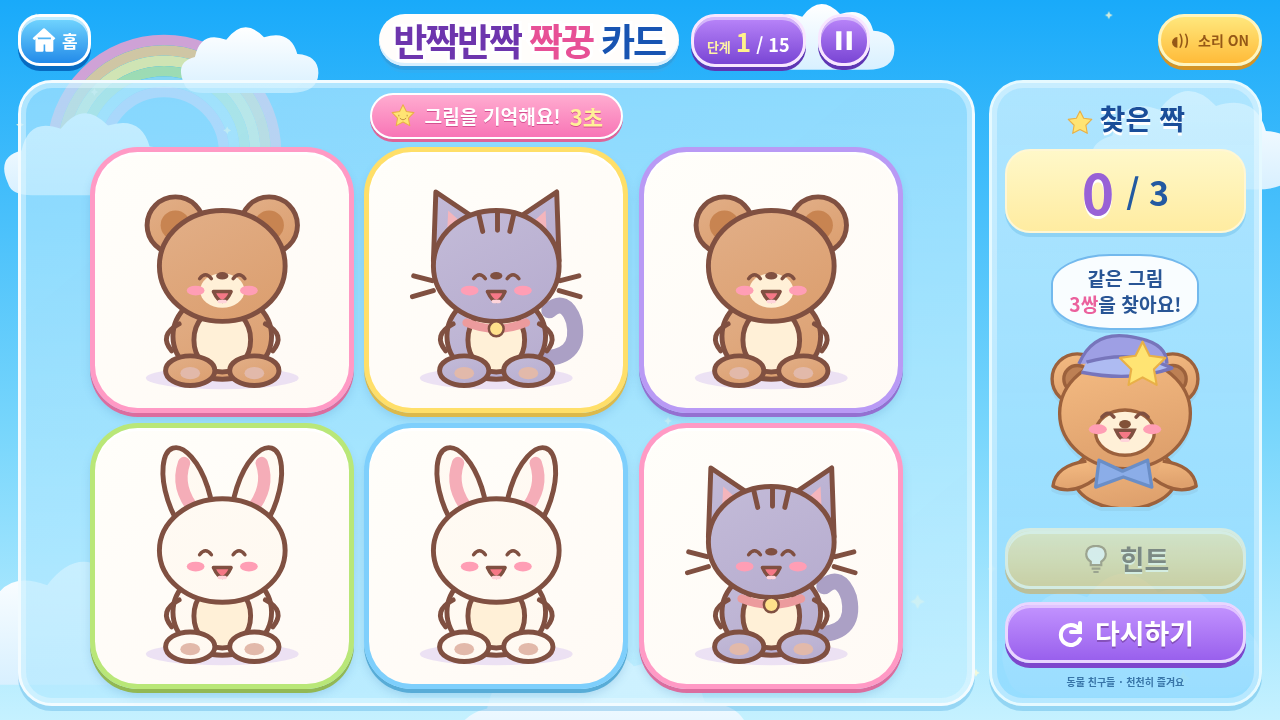 홈
반짝반짝 짝꿍 카드
단계 1 / 15
소리 ON
그림을 기억해요! 3초
찾은 짝
0 / 3
같은 그림
3쌍을 찾아요!
힌트
다시하기
동물 친구들 · 천천히 즐겨요